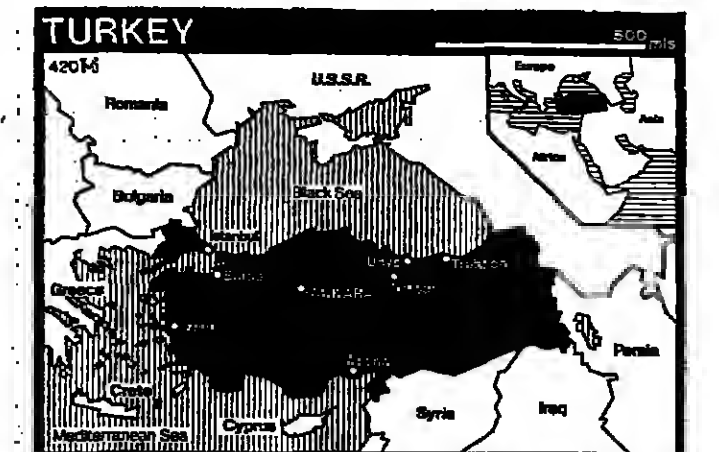 TURKEY
500 mls
Europe
U.S.S.R.
Romania
Asia
Africa
Black Sea
Bulgaria
Istanbul
Trabzon
Bursa
ANKARA
Greece
Persia
Adana
Crete
Syria
Iraq
Cyprus
Mediterranean Sea